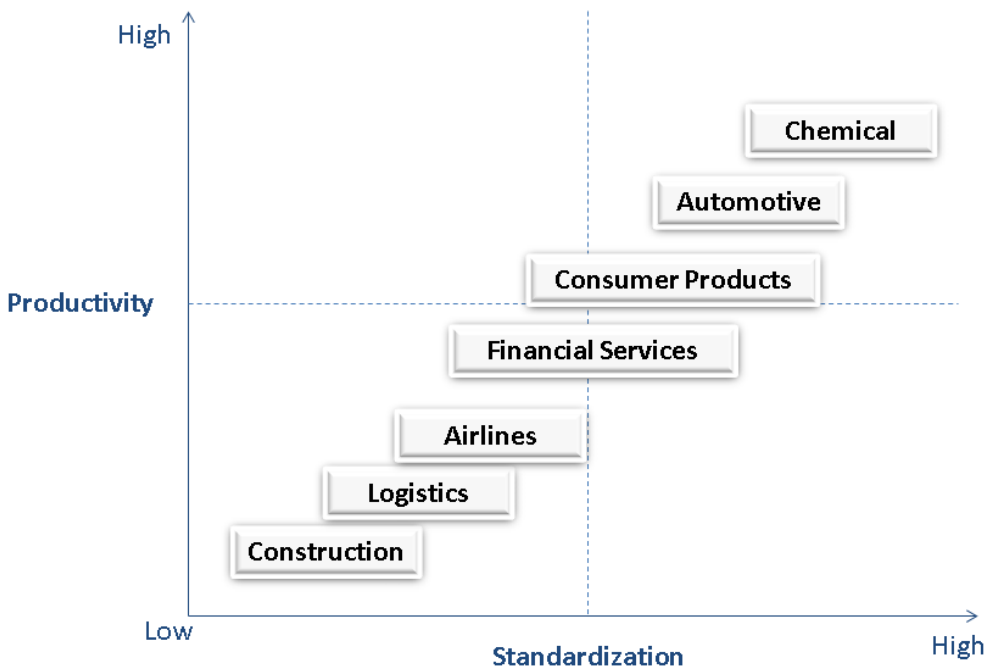 High
Chemical
Automotive
Consumer Products
Productivity
Financial Services
Airlines
Logistics
Construction
Low
High
Standardization